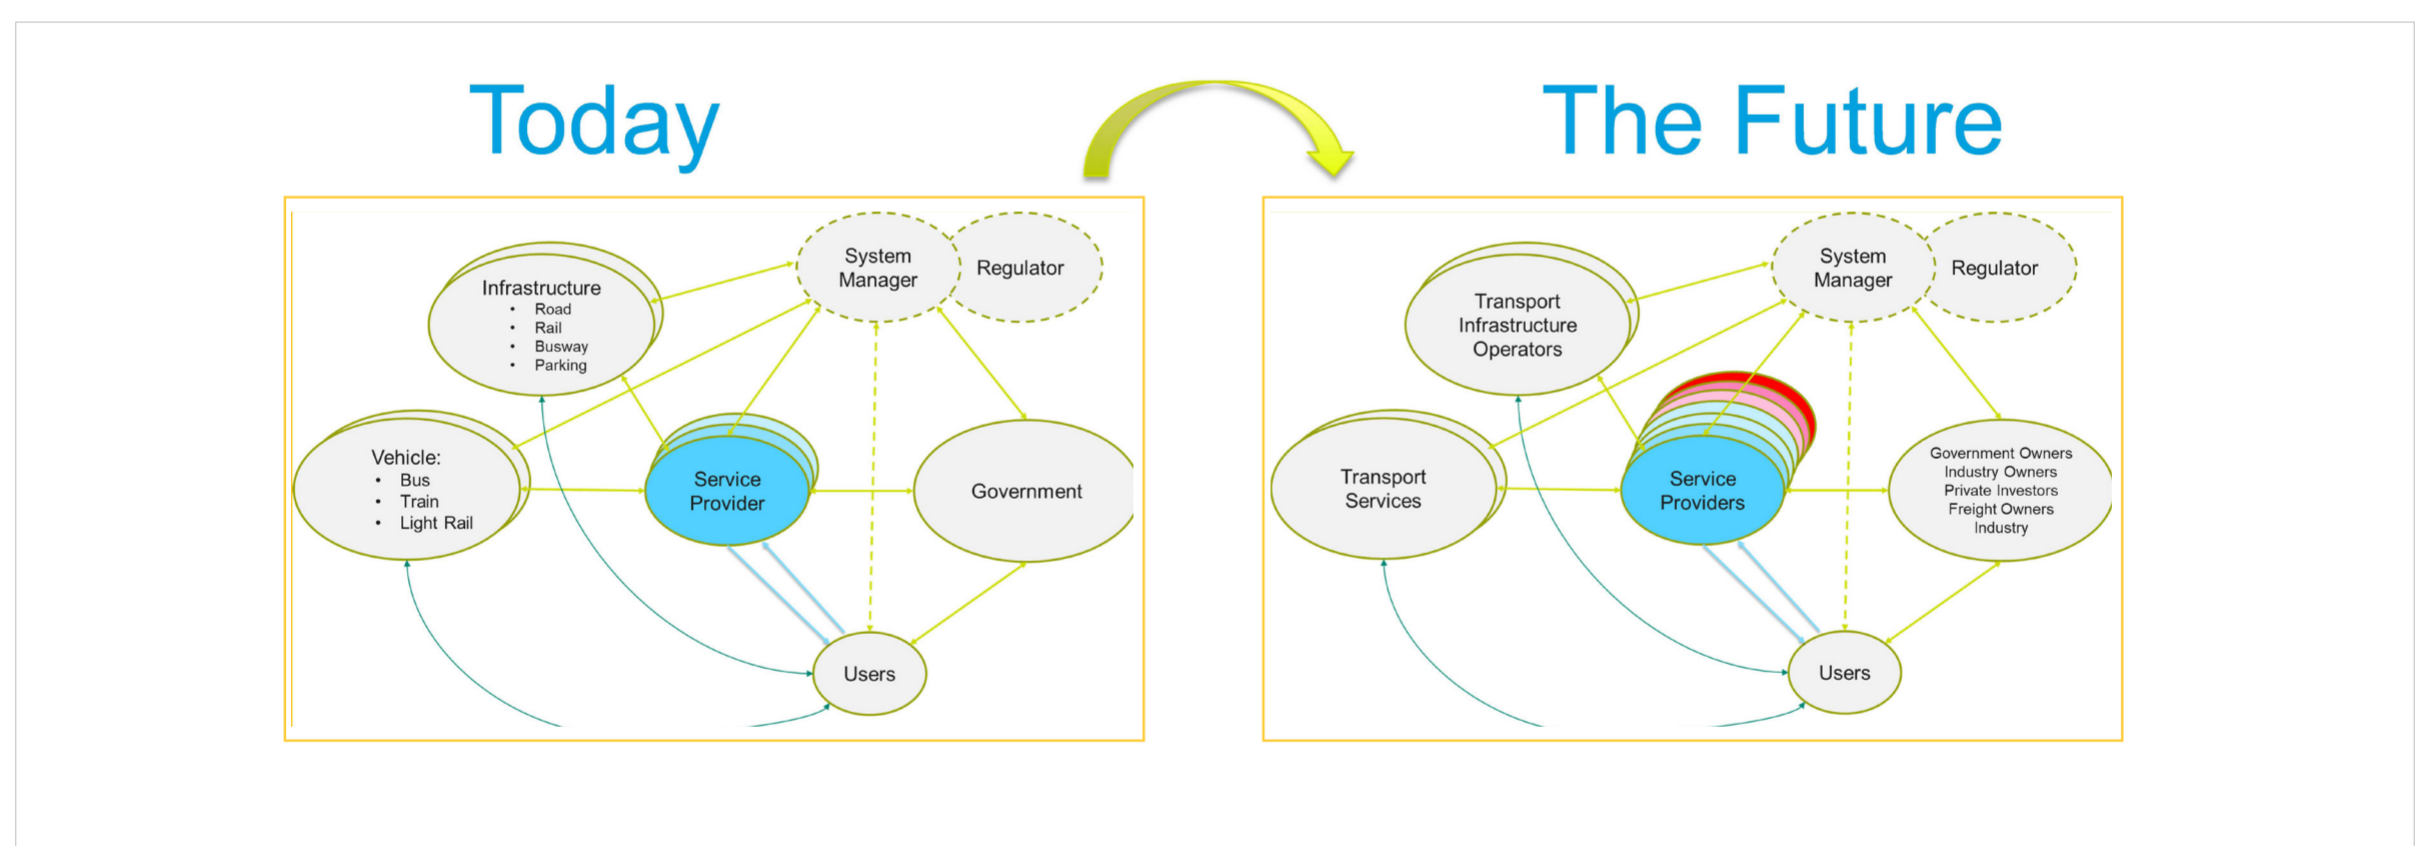 Today
The Future
System
Manager
Regulator
Infrastructure
• Road
• Rail
• Busway
• Parking
Vehicle:
• Bus
• Train
• Light Rail
Service
Provider
Government
Users
System
Manager
Regulator
Transport
Infrastructure
Operators
Transport
Services
Service
Providers
Government Owners
Industry Owners
Private Investors
Freight Owners
Industry
Users